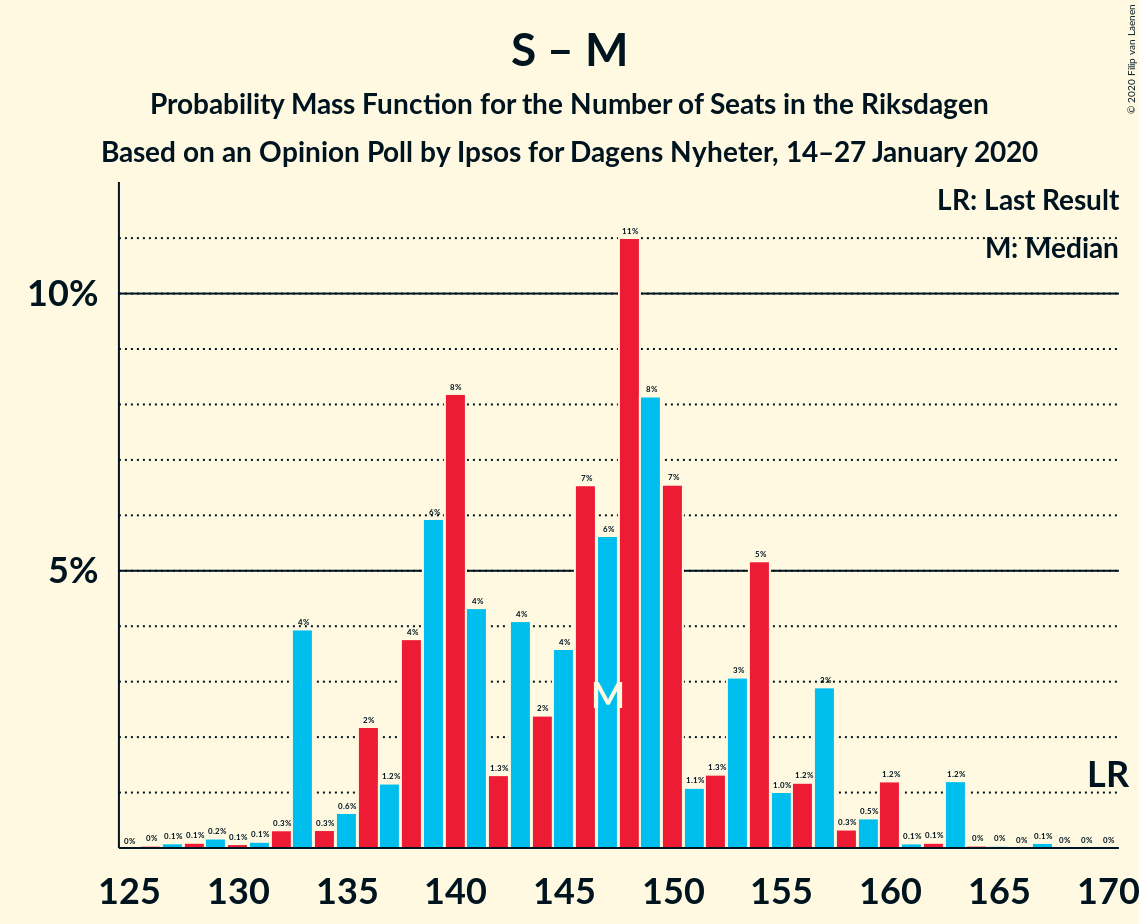 S – M
Probability Mass Function for the Number of Seats in the Riksdagen
Based on an Opinion Poll by Ipsos for Dagens Nyheter, 14–27 January 2020
© 2020 Filip van Laenen
LR: Last Result
M: Median
10%
5%
0% 0% 0.1% 0.1% 0.2% 0.1% 0.1% 0.3% 4% 0.3% 0.6% 2% 1.2% 4% 6% 8% 4% 1.3% 4% 2% 4% 7% 6% 11% 8% 7% 1.1% 1.3% 3% 5% 1.0% 1.2% 3% 0.3% 0.5% 1.2% 0.1% 0.1% 1.2% 0% 0% 0% 0.1% 0% 0% 0%
M
LR
125 130 135 140 145 150 155 160 165 170